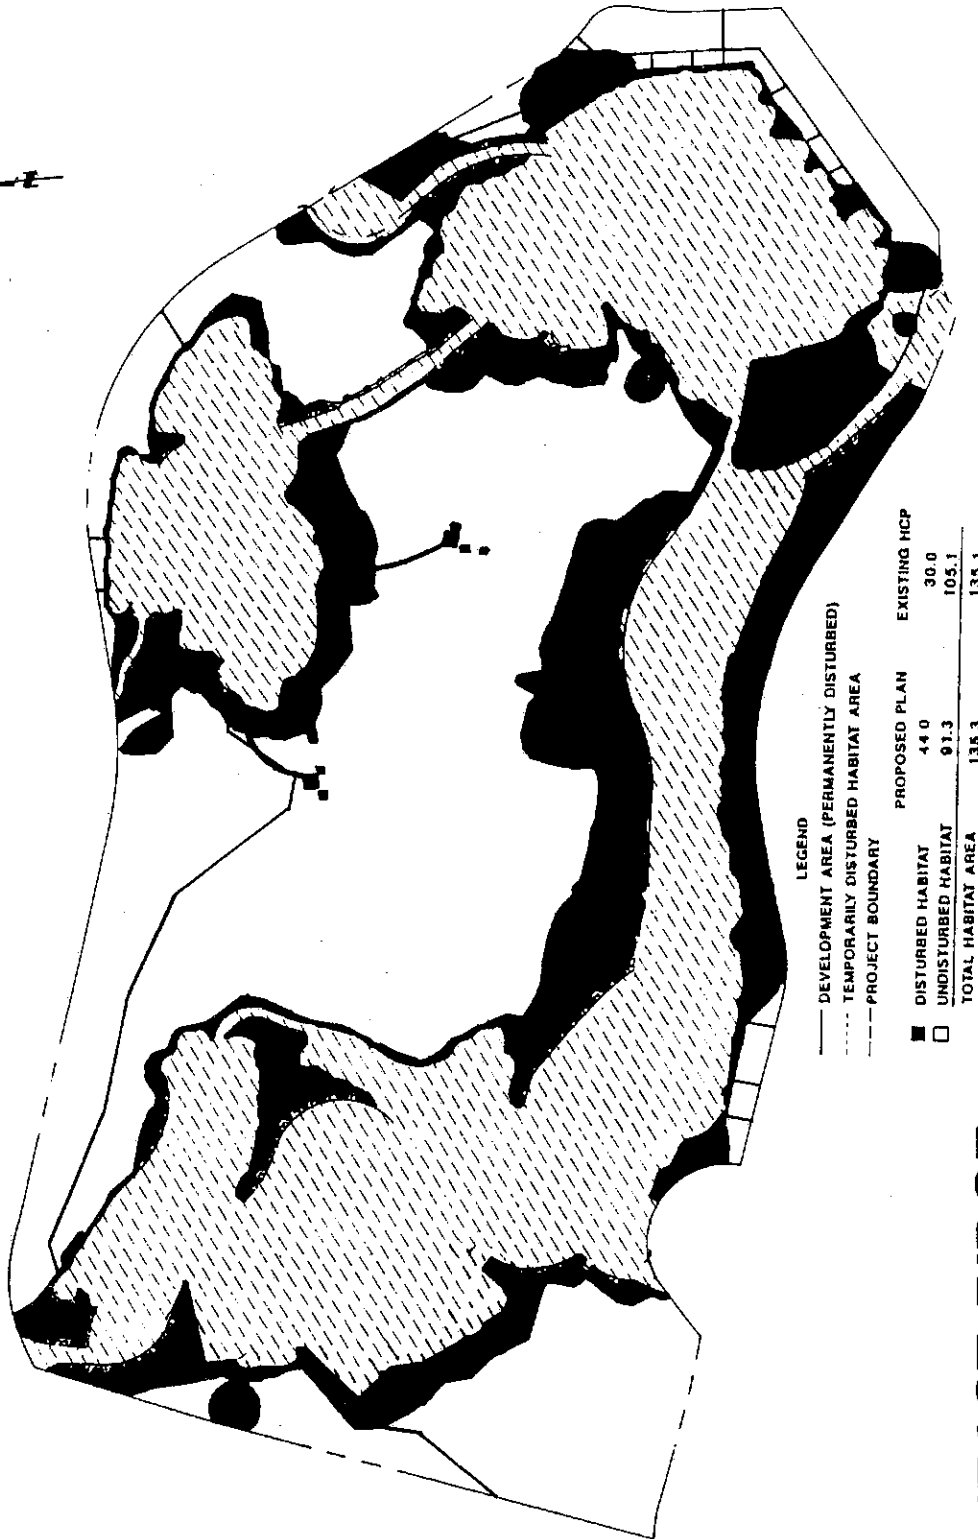 LEGEND
DEVELOPMENT AREA (PERMANENTLY DISTURBED)
TEMPORARILY DISTURBED HABITAT AREA
PROJECT BOUNDARY
PROPOSED PLAN EXISTING HCP
DISTURBED HABITAT 44.0 30.0
UNDISTURBED HABITAT 91.3 105.1
TOTAL HABITAT AREA 135.3 135.1